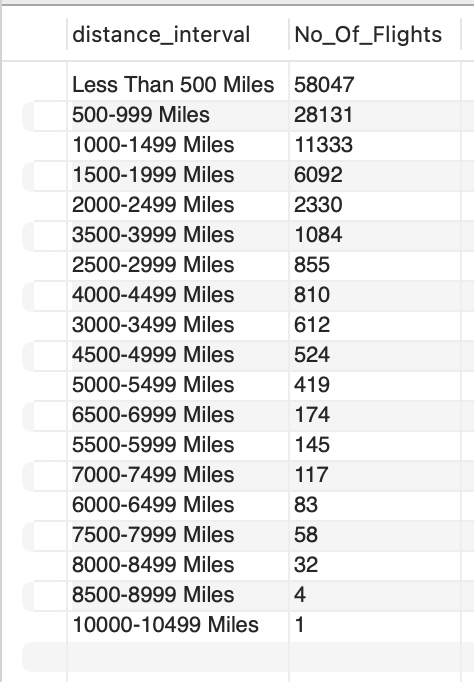 distance_interval No_Of_Flights
Less Than 500 Miles 58047
500-999 Miles 28131
1000-1499 Miles 11333
1500-1999 Miles 6092
2000-2499 Miles 2330
3500-3999 Miles 1084
2500-2999 Miles 855
4000-4499 Miles 810
3000-3499 Miles 612
4500-4999 Miles 524
5000-5499 Miles 419
6500-6999 Miles 174
5500-5999 Miles 145
7000-7499 Miles 117
6000-6499 Miles 83
7500-7999 Miles 58
8000-8499 Miles 32
8500-8999 Miles 4
10000-10499 Miles 1